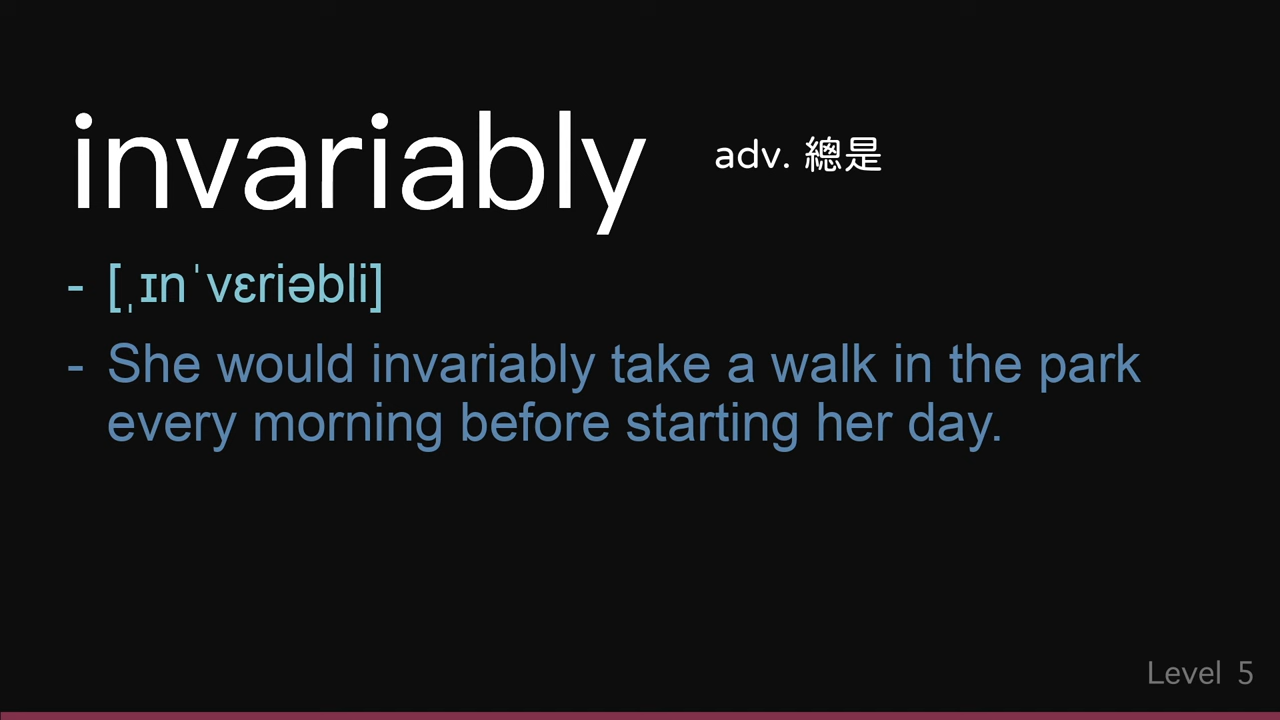 invariably adv. 總是
- [ˌɪnˈvɛriəbli]
- She would invariably take a walk in the park
every morning before starting her day.
Level 5